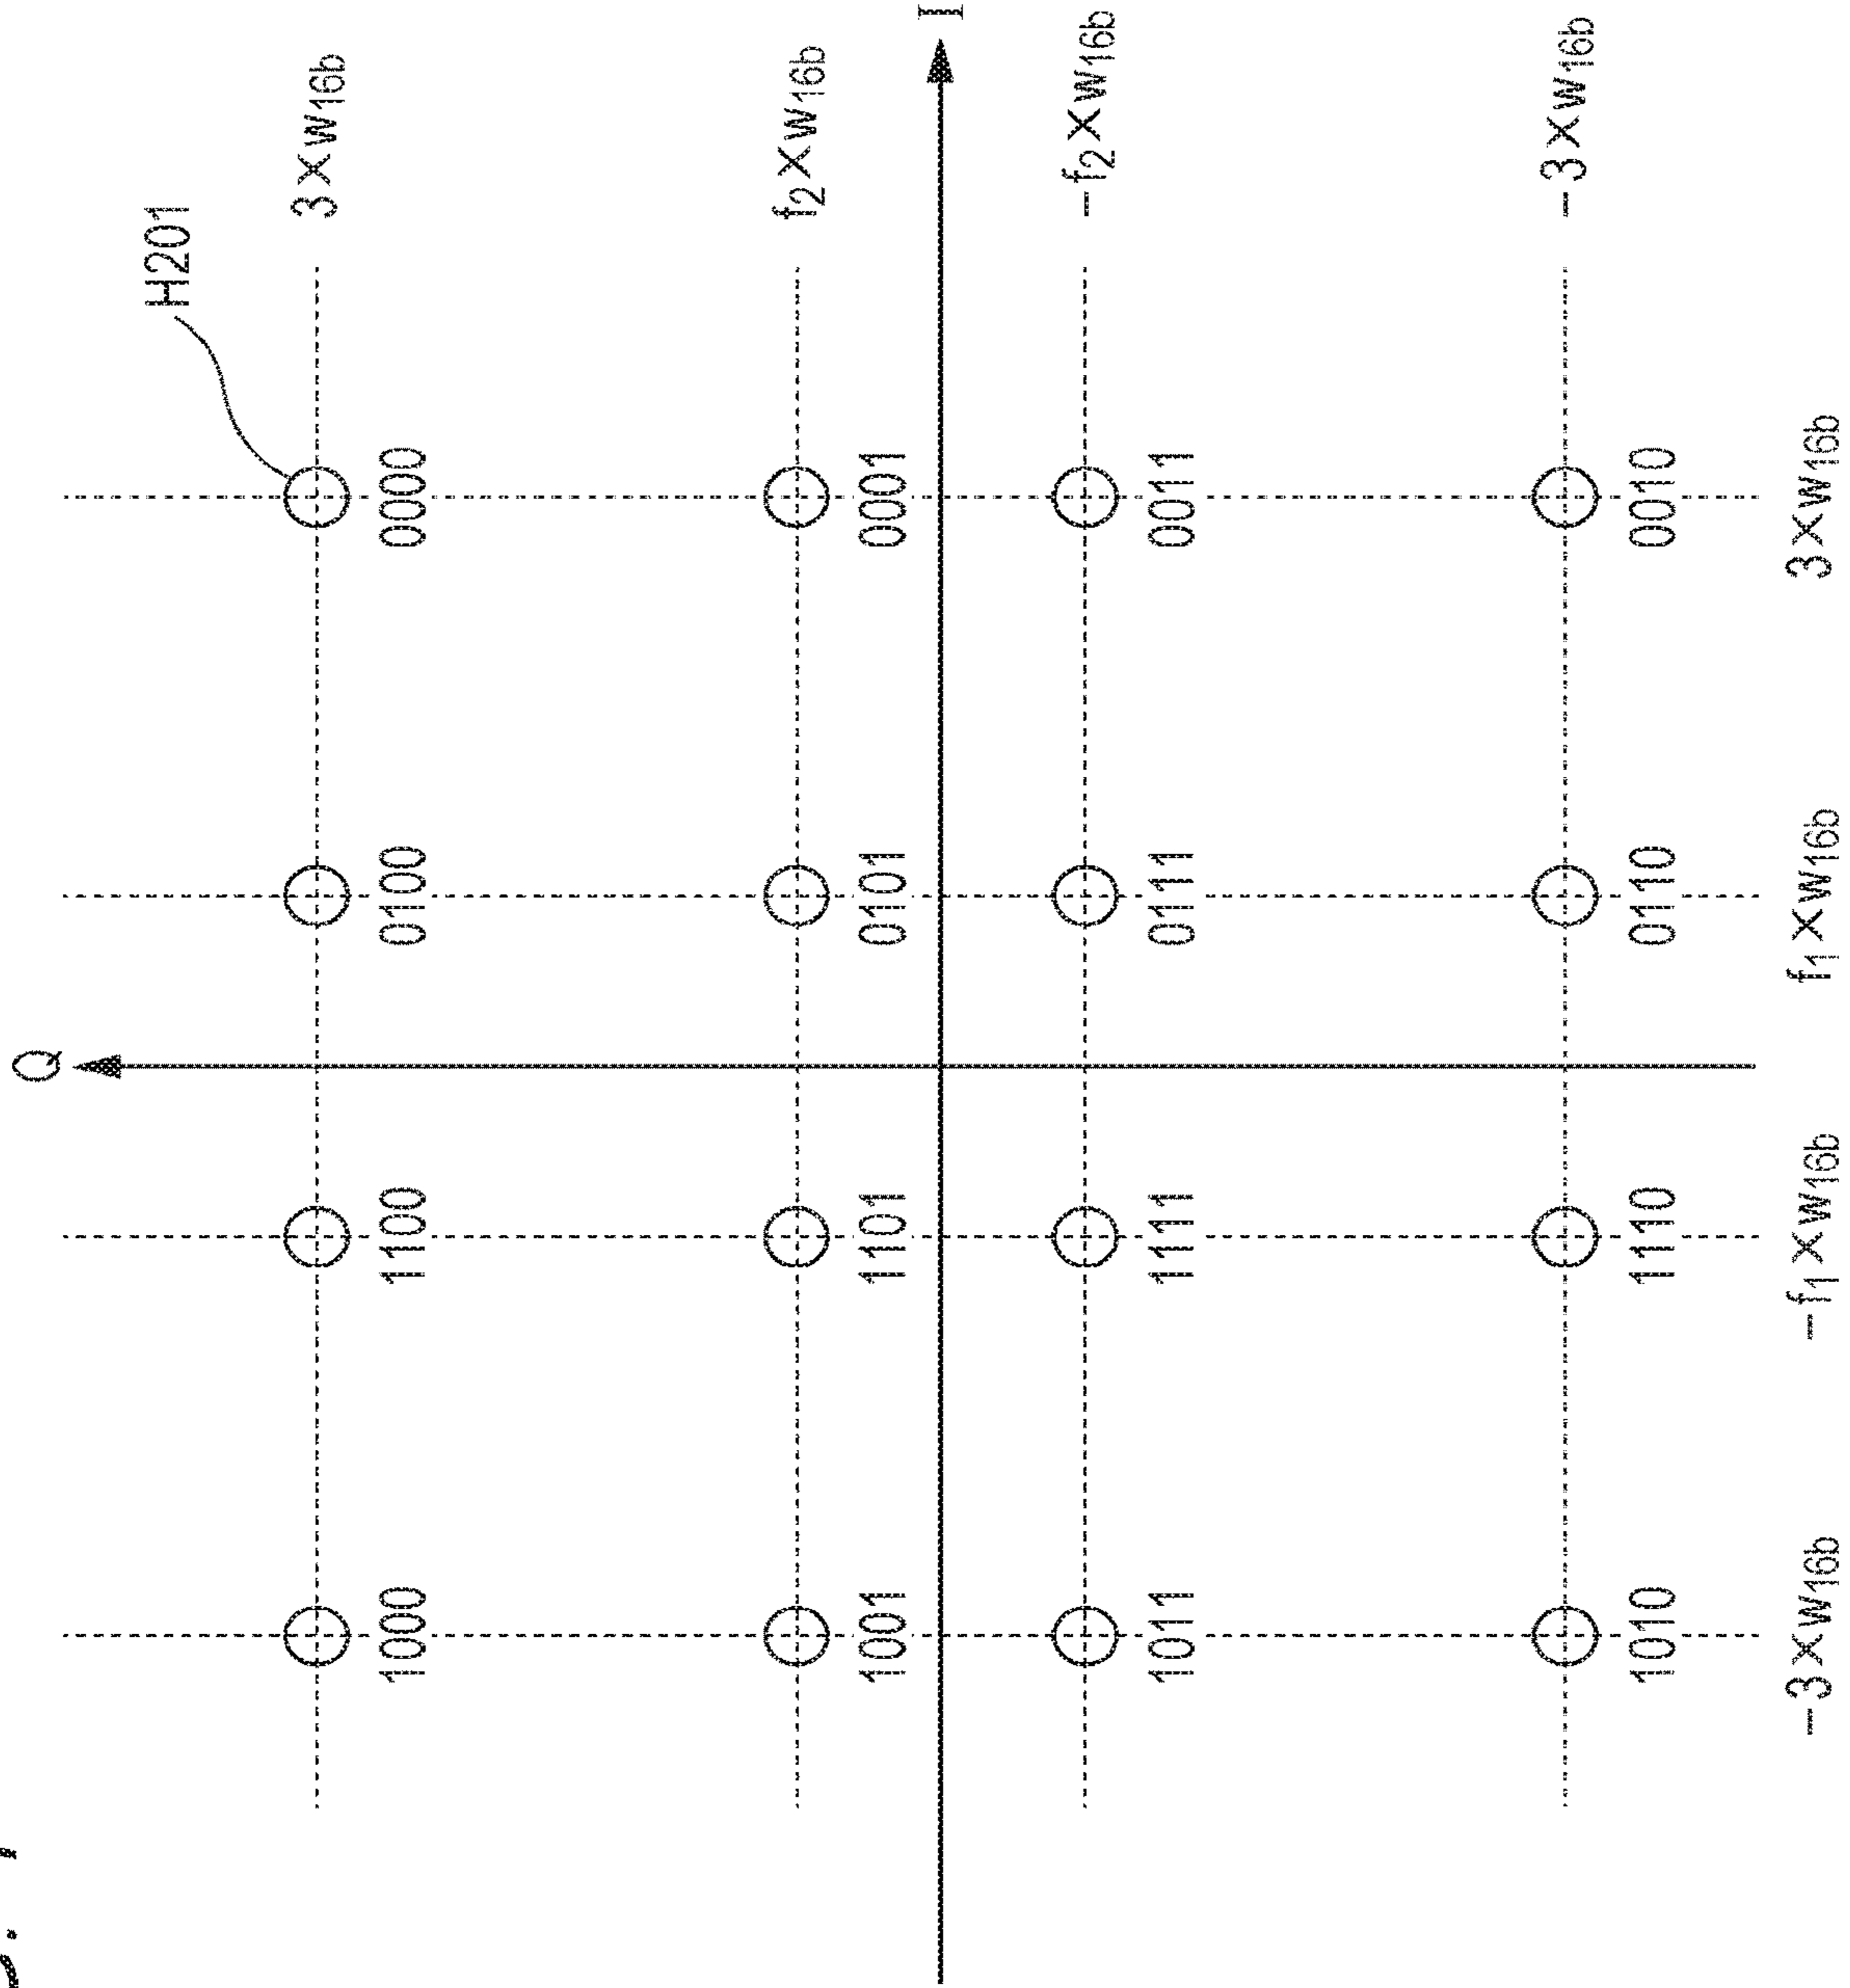 Q
H201
3×w₁₆b
1000 1100 0100 0000
f₂×w₁₆b
1001 1101 0101 0001
I
−f₂×w₁₆b
1011 1111 0111 0011
−3×w₁₆b
1010 1110 0110 0010
−3×w₁₆b −f₁×w₁₆b f₁×w₁₆b 3×w₁₆b